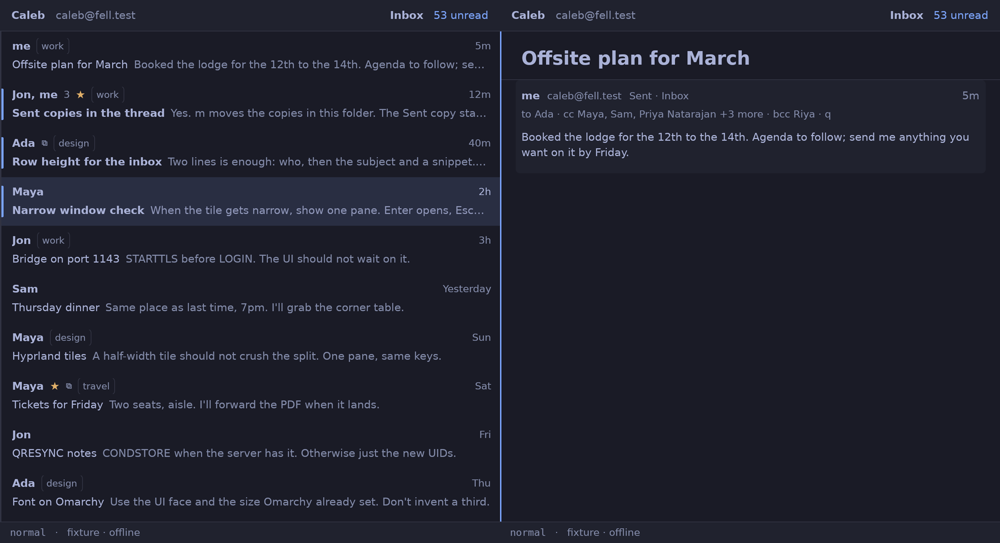 Caleb caleb@fell.test Inbox 53 unread
me work 5m
Offsite plan for March Booked the lodge for the 12th to the 14th. Agenda to follow; se…
Jon, me 3 ★ work 12m
Sent copies in the thread Yes. m moves the copies in this folder. The Sent copy sta…
Ada ⧉ design 40m
Row height for the inbox Two lines is enough: who, then the subject and a snippet.…
Maya 2h
Narrow window check When the tile gets narrow, show one pane. Enter opens, Esc…
Jon work 3h
Bridge on port 1143 STARTTLS before LOGIN. The UI should not wait on it.
Sam Yesterday
Thursday dinner Same place as last time, 7pm. I'll grab the corner table.
Maya design Sun
Hyprland tiles A half-width tile should not crush the split. One pane, same keys.
Maya ★ ⧉ travel Sat
Tickets for Friday Two seats, aisle. I'll forward the PDF when it lands.
Jon Fri
QRESYNC notes CONDSTORE when the server has it. Otherwise just the new UIDs.
Ada design Thu
Font on Omarchy Use the UI face and the size Omarchy already set. Don't invent a third.
normal · fixture · offline
Caleb caleb@fell.test Inbox 53 unread
Offsite plan for March
me caleb@fell.test Sent · Inbox 5m
to Ada · cc Maya, Sam, Priya Natarajan +3 more · bcc Riya · q
Booked the lodge for the 12th to the 14th. Agenda to follow; send me anything you
want on it by Friday.
normal · fixture · offline